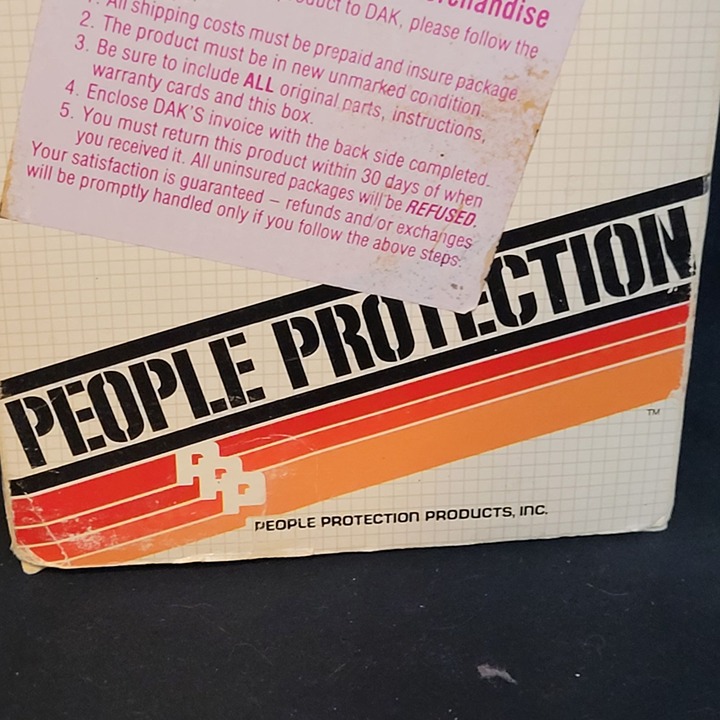 merchandise
product to DAK, please follow the
1. All shipping costs must be prepaid and insure package.
2. The product must be in new unmarked condition.
3. Be sure to include ALL original parts, instructions,
warranty cards and this box.
4. Enclose DAK'S invoice with the back side completed.
5. You must return this product within 30 days of when
you received it. All uninsured packages will be REFUSED.
Your satisfaction is guaranteed – refunds and/or exchanges
will be promptly handled only if you follow the above steps.
PEOPLE PROTECTION
TM
PPP
PEOPLE PROTECTION PRODUCTS, INC.